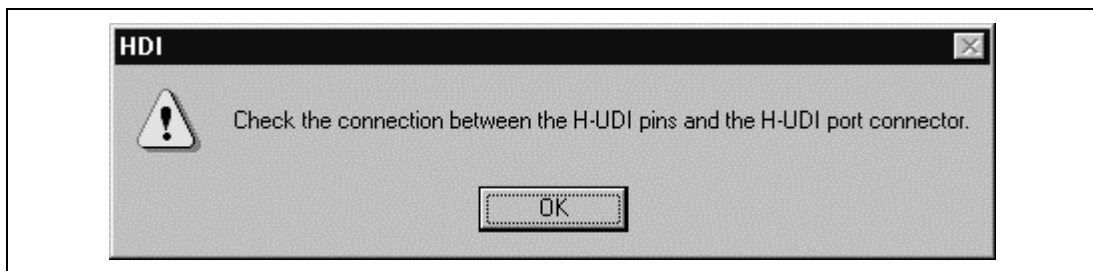 HDI
Check the connection between the H-UDI pins and the H-UDI port connector.
OK